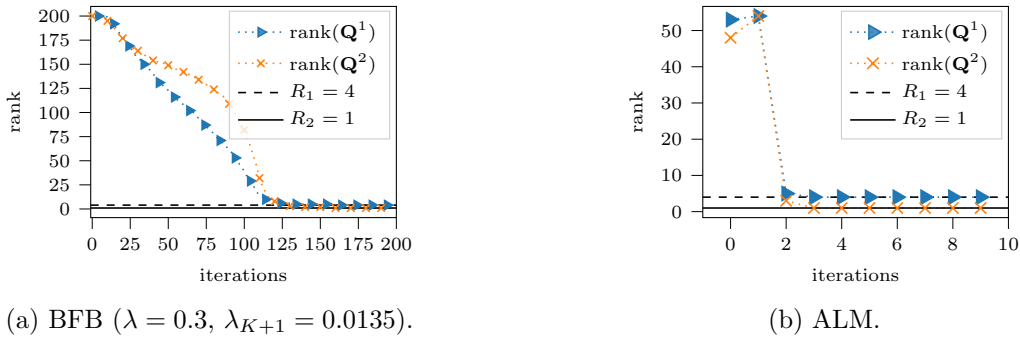 200
175
150
125
100
75
50
25
0
rank
rank(Q¹)
rank(Q²)
R₁ = 4
R₂ = 1
0 25 50 75 100 125 150 175 200
iterations
(a) BFB (λ = 0.3, λ_{K+1} = 0.0135).
50
40
30
20
10
0
rank
rank(Q¹)
rank(Q²)
R₁ = 4
R₂ = 1
0 2 4 6 8 10
iterations
(b) ALM.